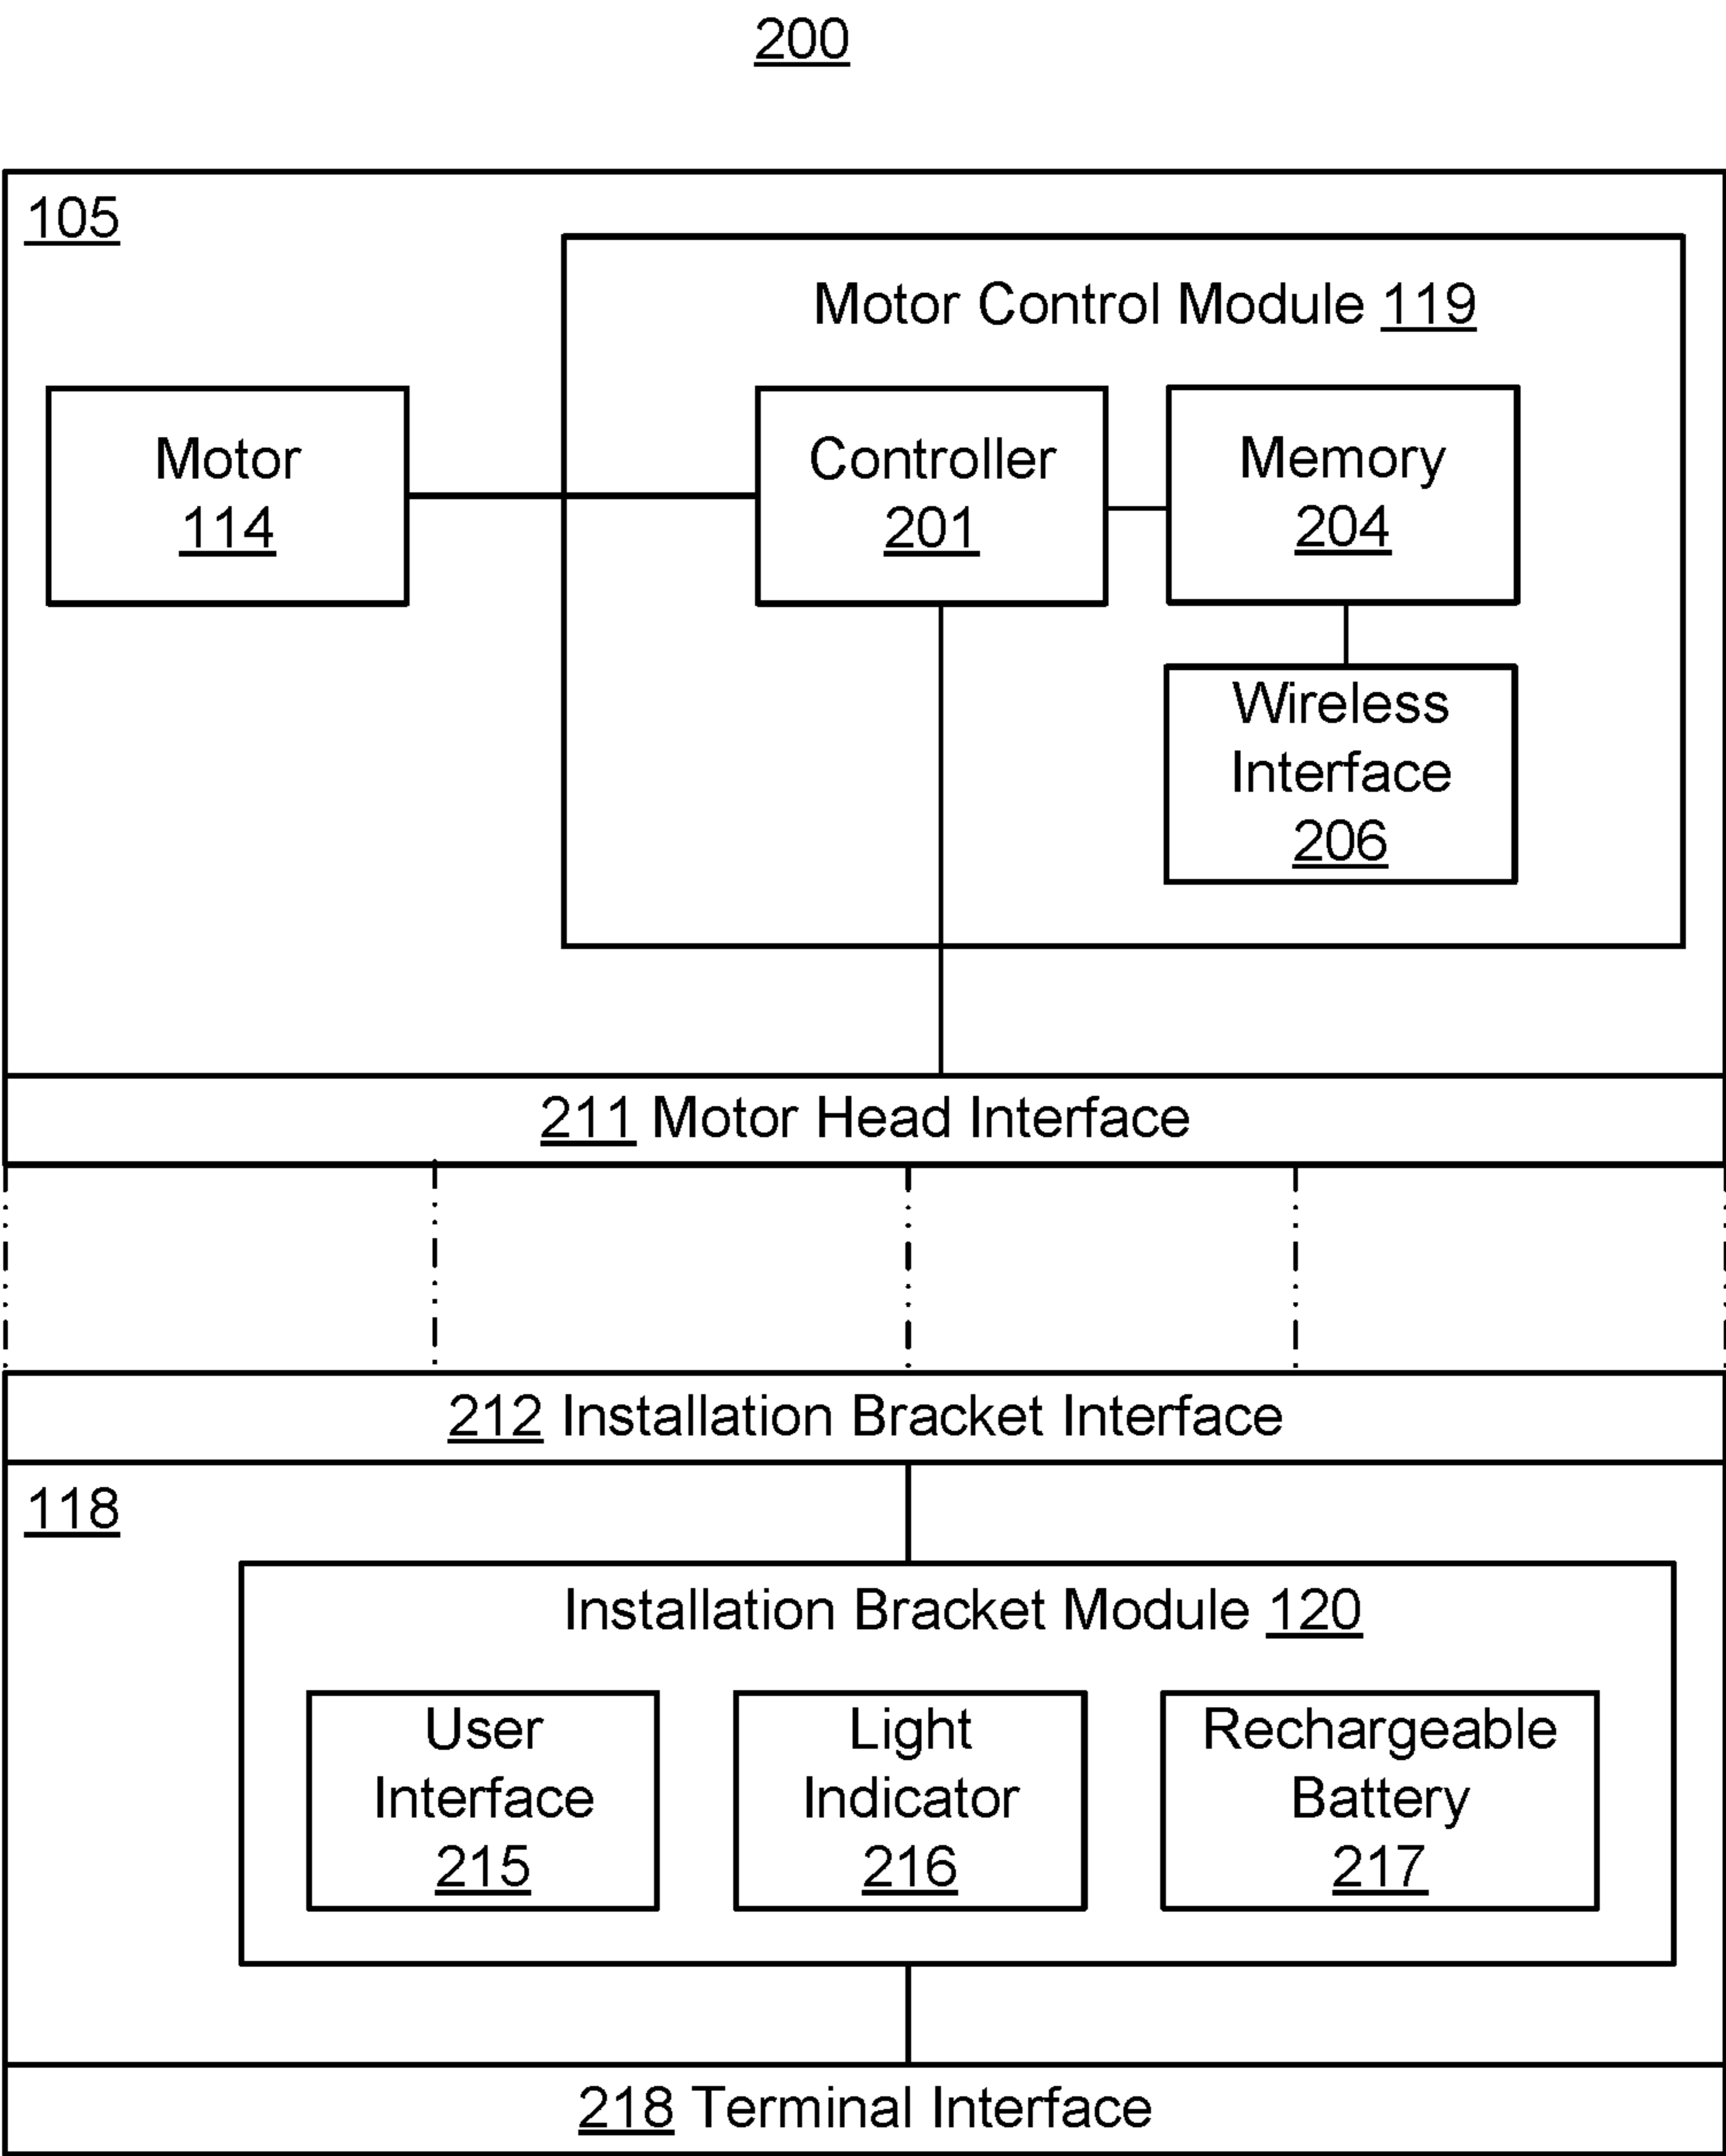 200
105
Motor Control Module 119
Motor
114
Controller
201
Memory
204
Wireless
Interface
206
211 Motor Head Interface
212 Installation Bracket Interface
118
Installation Bracket Module 120
User
Interface
215
Light
Indicator
216
Rechargeable
Battery
217
218 Terminal Interface